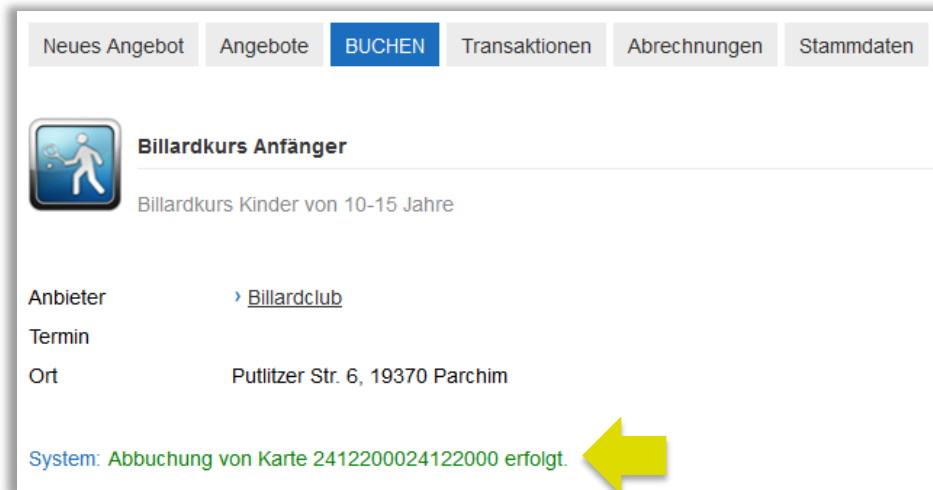 Neues Angebot Angebote BUCHEN Transaktionen Abrechnungen Stammdaten
Billardkurs Anfänger
Billardkurs Kinder von 10-15 Jahre
Anbieter › Billardclub
Termin
Ort Putlitzer Str. 6, 19370 Parchim
System: Abbuchung von Karte 2412200024122000 erfolgt.